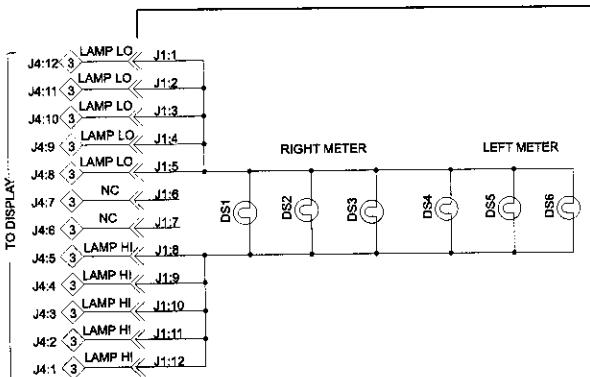 J4:12 3 LAMP LO J1:1
J4:11 3 LAMP LO J1:2
J4:10 3 LAMP LO J1:3
J4:9 3 LAMP LO J1:4
J4:8 3 LAMP LO J1:5
J4:7 3 NC J1:6
J4:6 3 NC J1:7
J4:5 3 LAMP HI J1:8
J4:4 3 LAMP HI J1:9
J4:3 3 LAMP HI J1:10
J4:2 3 LAMP HI J1:11
J4:1 3 LAMP HI J1:12
TO DISPLAY
RIGHT METER
LEFT METER
DS1
DS2
DS3
DS4
DS5
DS6